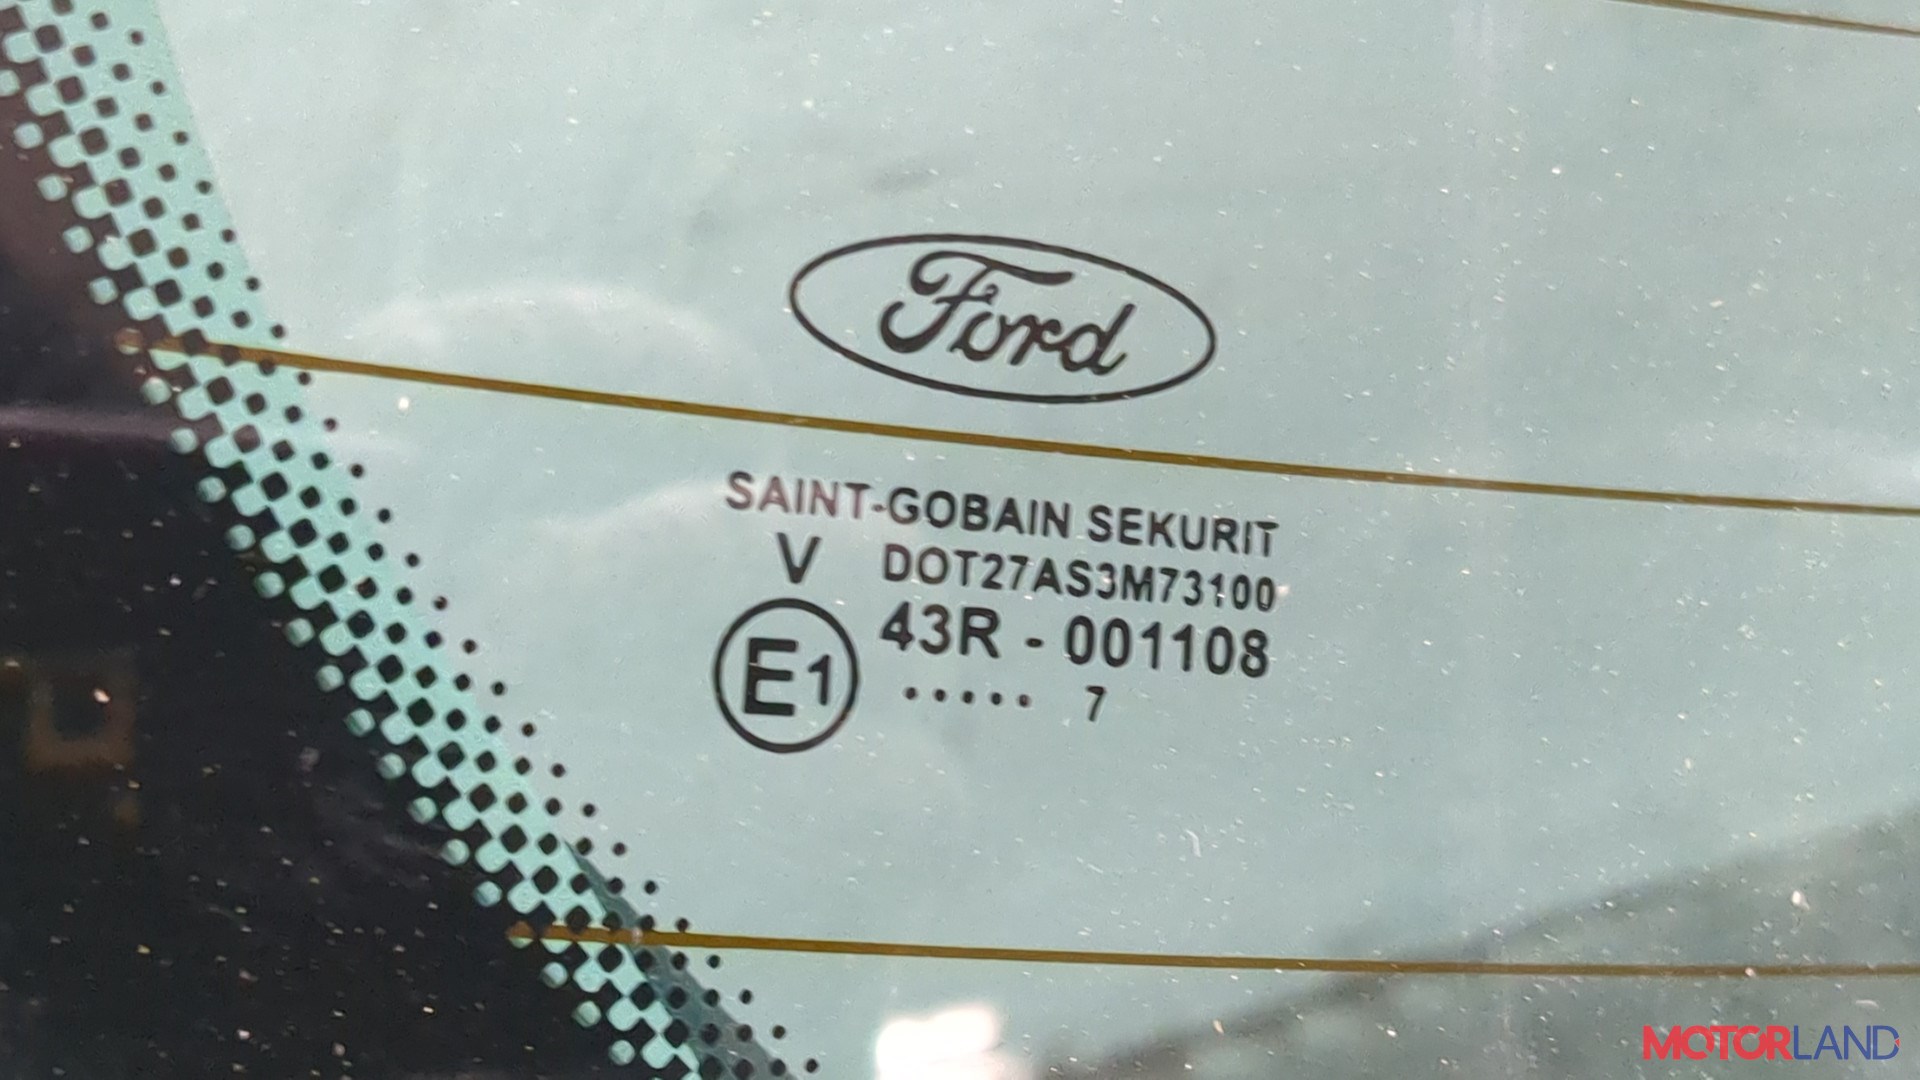 Ford
SAINT-GOBAIN SEKURIT
V DOT27AS3M73100
E1 43R - 001108
..... 7
MOTORLAND